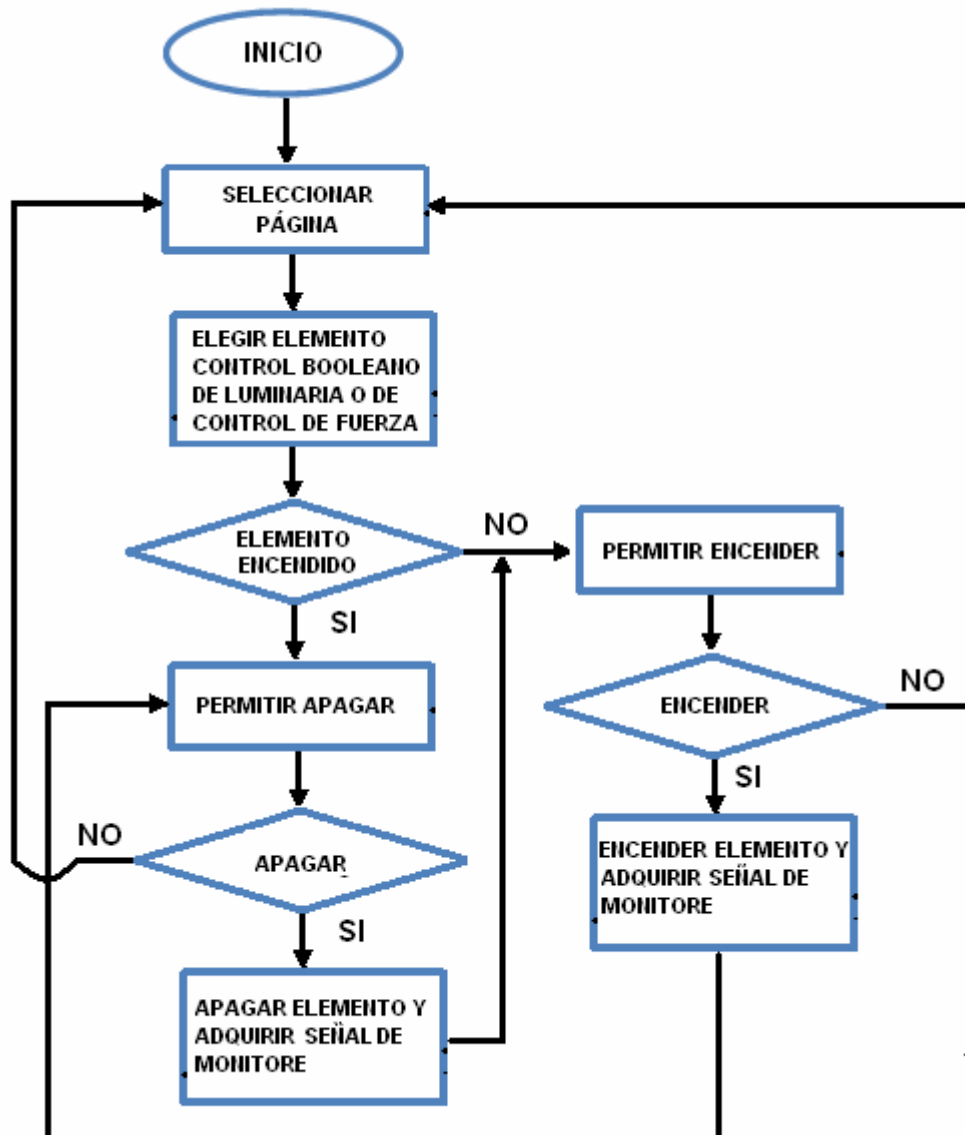 INICIO
SELECCIONAR
PÁGINA
ELEGIR ELEMENTO
CONTROL BOOLEANO
DE LUMINARIA O DE
CONTROL DE FUERZA
ELEMENTO
ENCENDIDO
NO
SI
PERMITIR ENCENDER
PERMITIR APAGAR
ENCENDER
NO
SI
APAGAR
NO
SI
ENCENDER ELEMENTO Y
ADQUIRIR SEÑAL DE
MONITORE
APAGAR ELEMENTO Y
ADQUIRIR SEÑAL DE
MONITORE